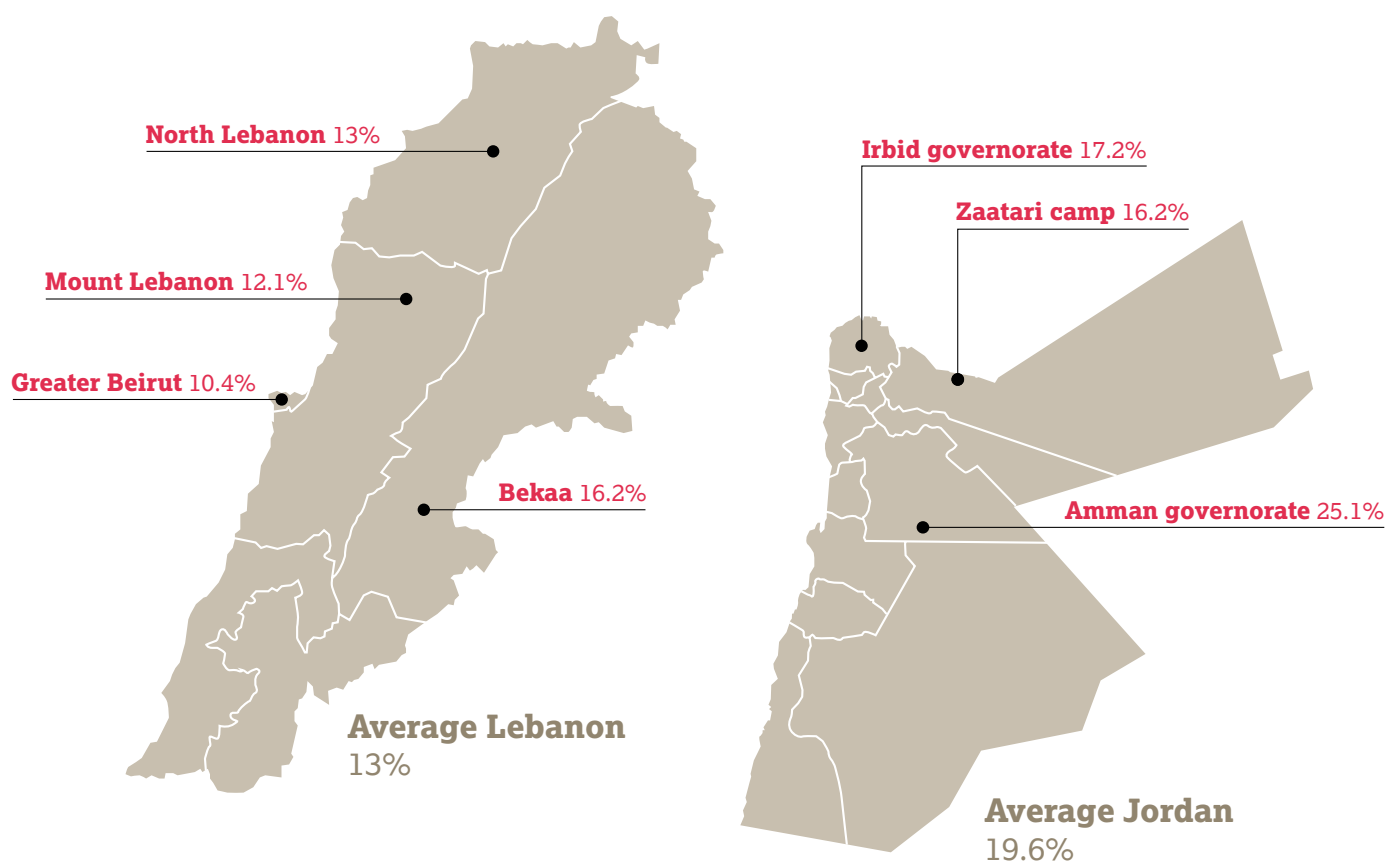 North Lebanon 13%
Mount Lebanon 12.1%
Greater Beirut 10.4%
Bekaa 16.2%
Average Lebanon
13%
Irbid governorate 17.2%
Zaatari camp 16.2%
Amman governorate 25.1%
Average Jordan
19.6%